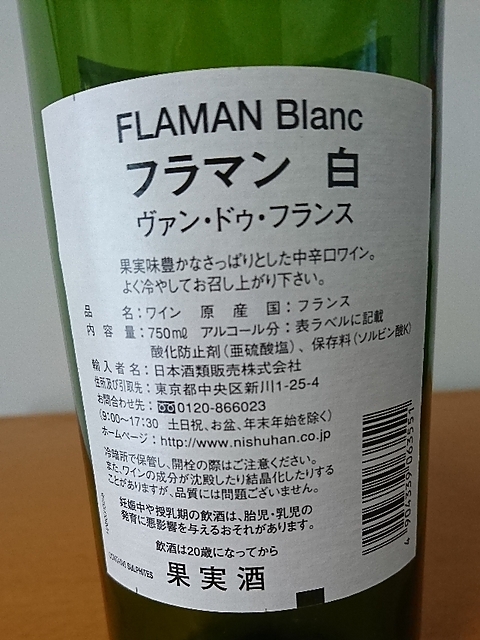 FLAMAN Blanc
フラマン 白
ヴァン・ドゥ・フランス
果実味豊かなさっぱりとした中辛口ワイン。
よく冷やしてお召し上がり下さい。
品 名：ワイン 原産国：フランス
内容量：750mℓ アルコール分：表ラベルに記載
酸化防止剤（亜硫酸塩）、保存料（ソルビン酸K）
輸入者名：日本酒類販売株式会社
住所及び引取先：東京都中央区新川1-25-4
お問合わせ先：0120-866023
（9:00～17:30 土日祝、お盆、年末年始を除く）
ホームページ：http://www.nishuhan.co.jp
冷暗所で保管し、開栓の際はご注意ください。
また、ワインの成分が沈殿したり結晶化したりする
ことがありますが、品質には問題ございません。
妊娠中や授乳期の飲酒は、胎児・乳児の
発育に悪影響を与えるおそれがあります。
飲酒は20歳になってから
SULPHITES
果実酒
4 904339 063551